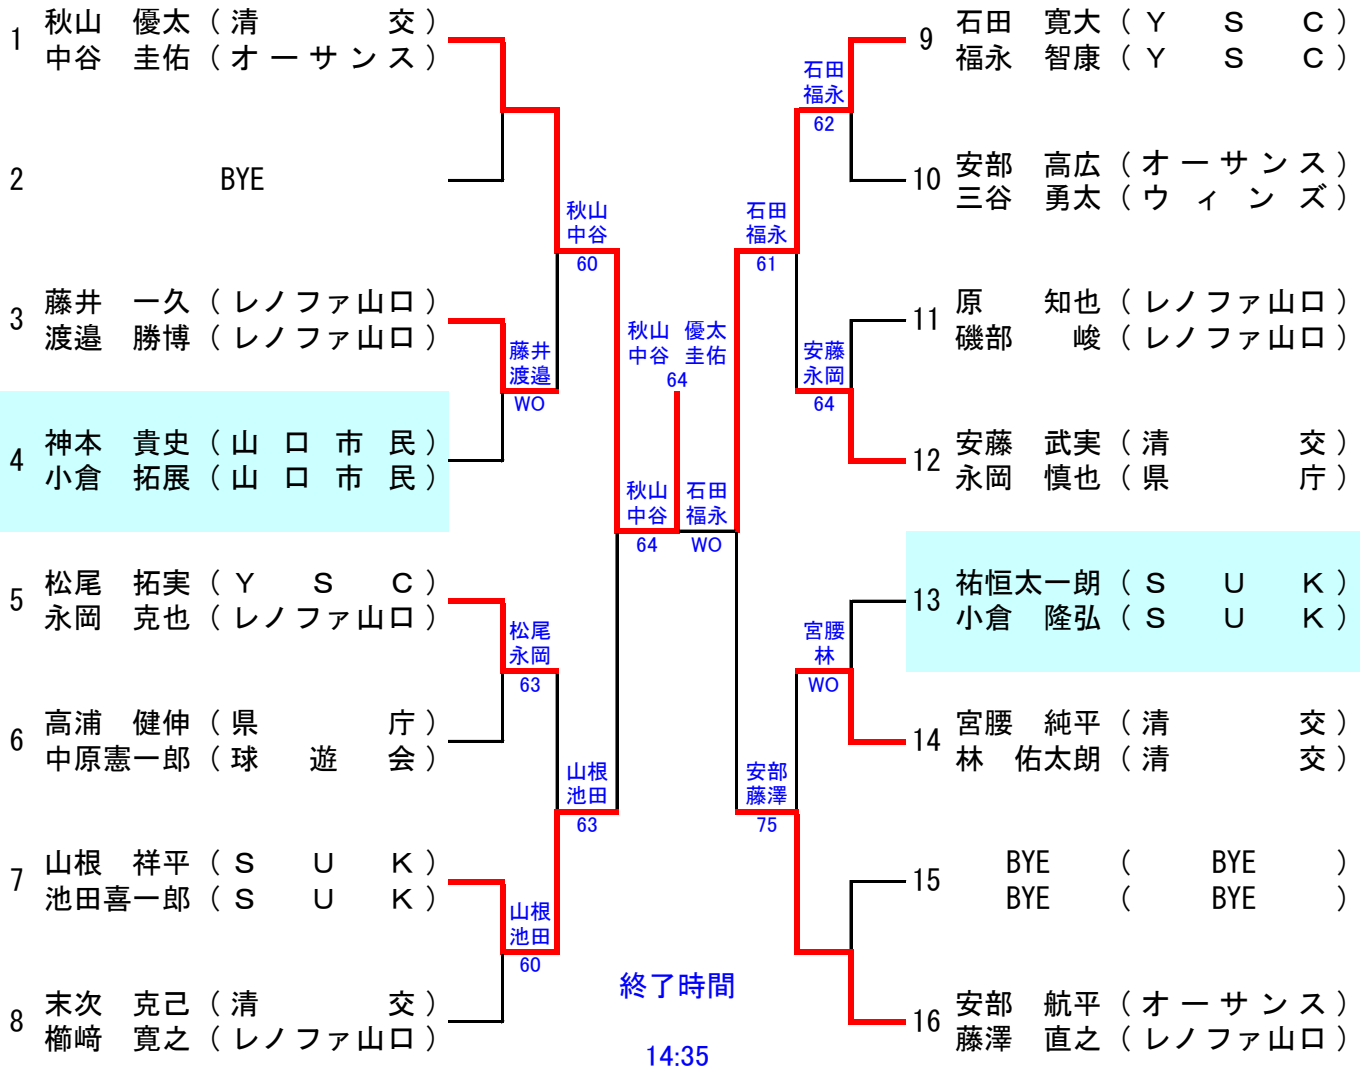 1 秋山 優太 ( 清 交 )
中谷 圭佑 ( オーサンス )
2 BYE
3 藤井 一久 ( レノファ山口 )
渡邉 勝博 ( レノファ山口 )
4 神本 貴史 ( 山口市民 )
小倉 拓展 ( 山口市民 )
5 松尾 拓実 ( Y S C )
永岡 克也 ( レノファ山口 )
6 高浦 健伸 ( 県 庁 )
中原憲一郎 ( 球 遊 会 )
7 山根 祥平 ( S U K )
池田喜一郎 ( S U K )
8 末次 克己 ( 清 交 )
櫛﨑 寛之 ( レノファ山口 )
藤井
渡邉
WO
松尾
永岡
63
山根
池田
60
秋山
中谷
60
山根
池田
63
秋山
中谷
64
秋山 優太
中谷 圭佑
64
石田
福永
WO
石田
福永
61
安部
藤澤
75
石田
福永
62
安藤
永岡
64
宮腰
林
WO
9 石田 寛大 ( Y S C )
福永 智康 ( Y S C )
10 安部 高広 ( オーサンス )
三谷 勇太 ( ウィンズ )
11 原 知也 ( レノファ山口 )
磯部 峻 ( レノファ山口 )
12 安藤 武実 ( 清 交 )
永岡 慎也 ( 県 庁 )
13 祐恒太一朗 ( S U K )
小倉 隆弘 ( S U K )
14 宮腰 純平 ( 清 交 )
林 佑太朗 ( 清 交 )
15 BYE ( BYE )
BYE ( BYE )
16 安部 航平 ( オーサンス )
藤澤 直之 ( レノファ山口 )
終了時間
14:35